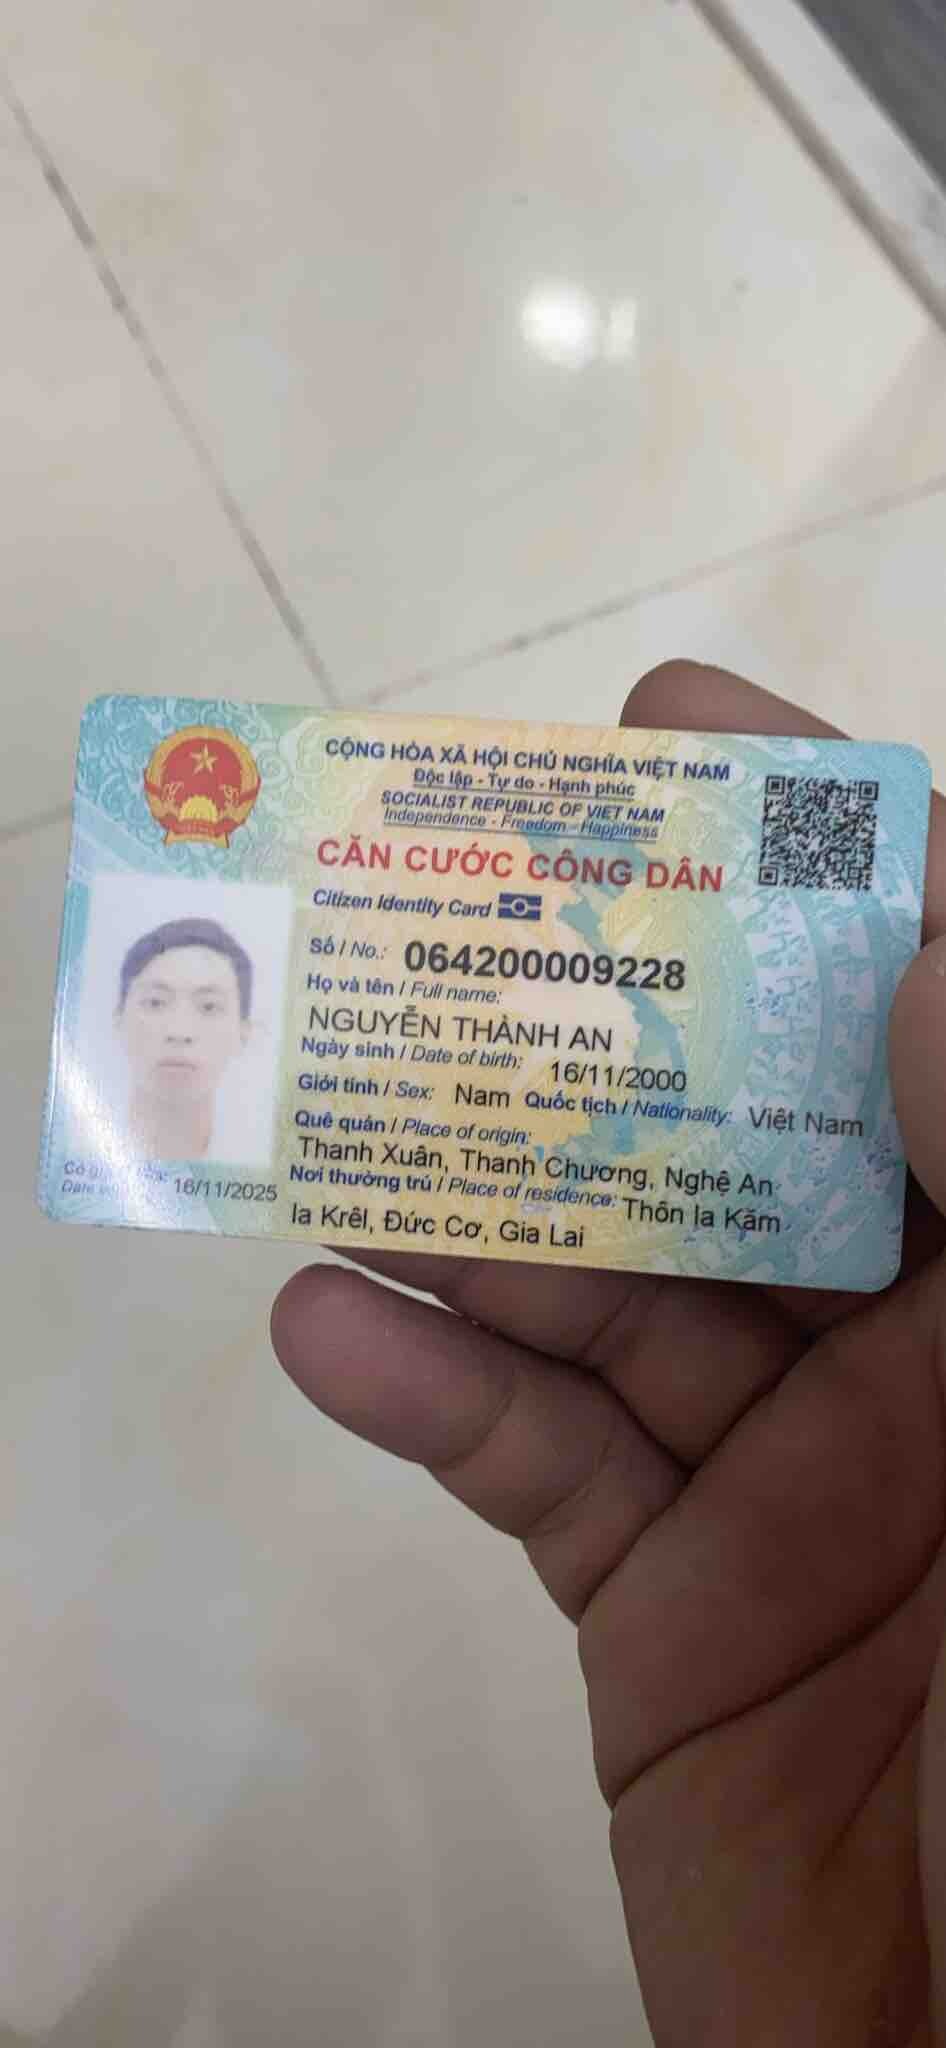 CỘNG HÒA XÃ HỘI CHỦ NGHĨA VIỆT NAM
Độc lập - Tự do - Hạnh phúc
SOCIALIST REPUBLIC OF VIET NAM
Independence - Freedom - Happiness
CĂN CƯỚC CÔNG DÂN
Citizen Identity Card
Số / No.: 064200009228
Họ và tên / Full name:
NGUYỄN THÀNH AN
Ngày sinh / Date of birth: 16/11/2000
Giới tính / Sex: Nam Quốc tịch / Nationality: Việt Nam
Quê quán / Place of origin:
Thanh Xuân, Thanh Chương, Nghệ An
Nơi thường trú / Place of residence: Thôn Ia Kăm
Ia Krêl, Đức Cơ, Gia Lai
Có 16/11/2025
Date